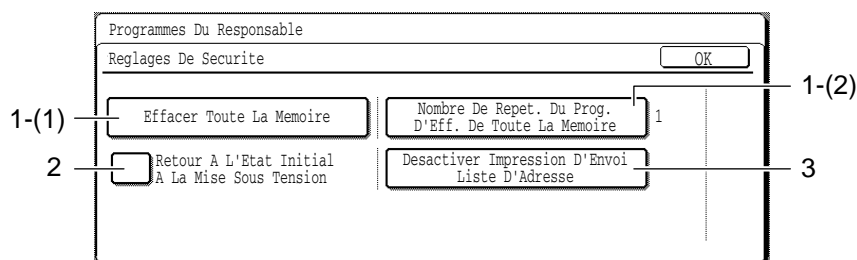 Programmes Du Responsable
Reglages De Securite
OK
1-(1)
Effacer Toute La Memoire
Nombre De Repet. Du Prog.
D'Eff. De Toute La Memoire
1
1-(2)
2
Retour A L'Etat Initial
A La Mise Sous Tension
Desactiver Impression D'Envoi
Liste D'Adresse
3